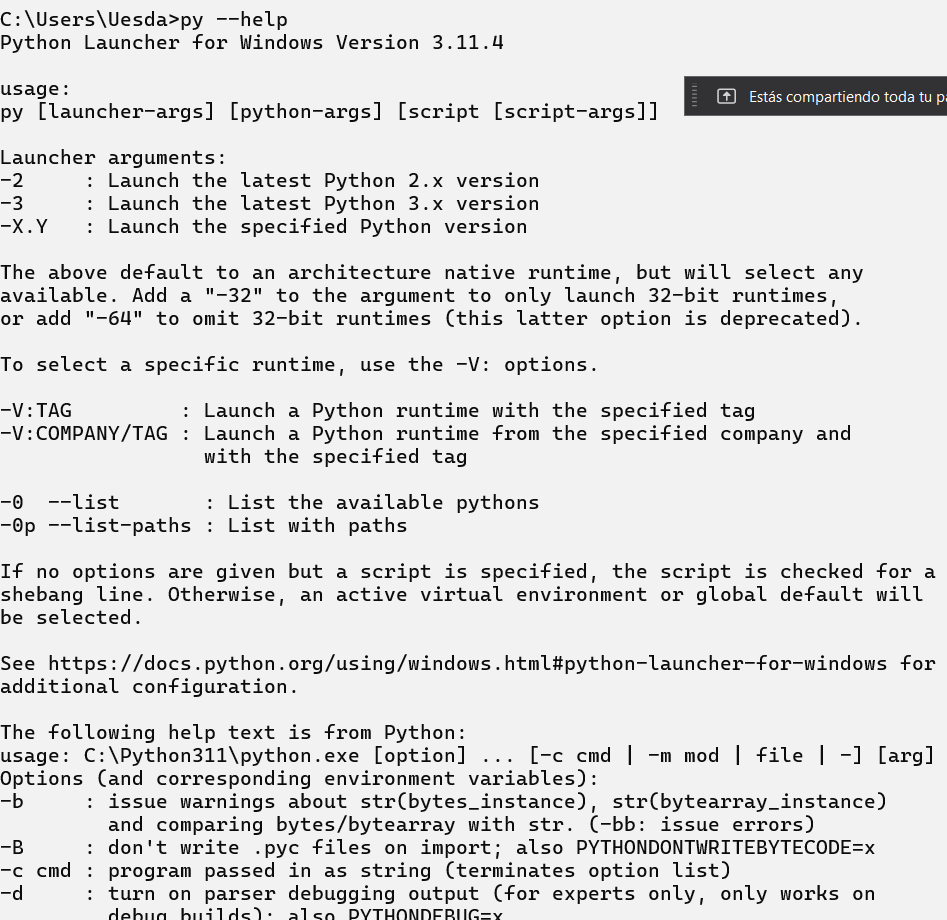 C:\Users\Uesda>py --help
Python Launcher for Windows Version 3.11.4
usage:
py [launcher-args] [python-args] [script [script-args]]
Estás compartiendo toda tu
Launcher arguments:
-2     : Launch the latest Python 2.x version
-3     : Launch the latest Python 3.x version
-X.Y   : Launch the specified Python version
The above default to an architecture native runtime, but will select any
available. Add a "-32" to the argument to only launch 32-bit runtimes,
or add "-64" to omit 32-bit runtimes (this latter option is deprecated).
To select a specific runtime, use the -V: options.
-V:TAG         : Launch a Python runtime with the specified tag
-V:COMPANY/TAG : Launch a Python runtime from the specified company and
                 with the specified tag
-0  --list       : List the available pythons
-0p --list-paths : List with paths
If no options are given but a script is specified, the script is checked for a
shebang line. Otherwise, an active virtual environment or global default will
be selected.
See https://docs.python.org/using/windows.html#python-launcher-for-windows for
additional configuration.
The following help text is from Python:
usage: C:\Python311\python.exe [option] ... [-c cmd | -m mod | file | -] [arg]
Options (and corresponding environment variables):
-b     : issue warnings about str(bytes_instance), str(bytearray_instance)
         and comparing bytes/bytearray with str. (-bb: issue errors)
-B     : don't write .pyc files on import; also PYTHONDONTWRITEBYTECODE=x
-c cmd : program passed in as string (terminates option list)
-d     : turn on parser debugging output (for experts only, only works on
         debug builds); also PYTHONDEBUG=x